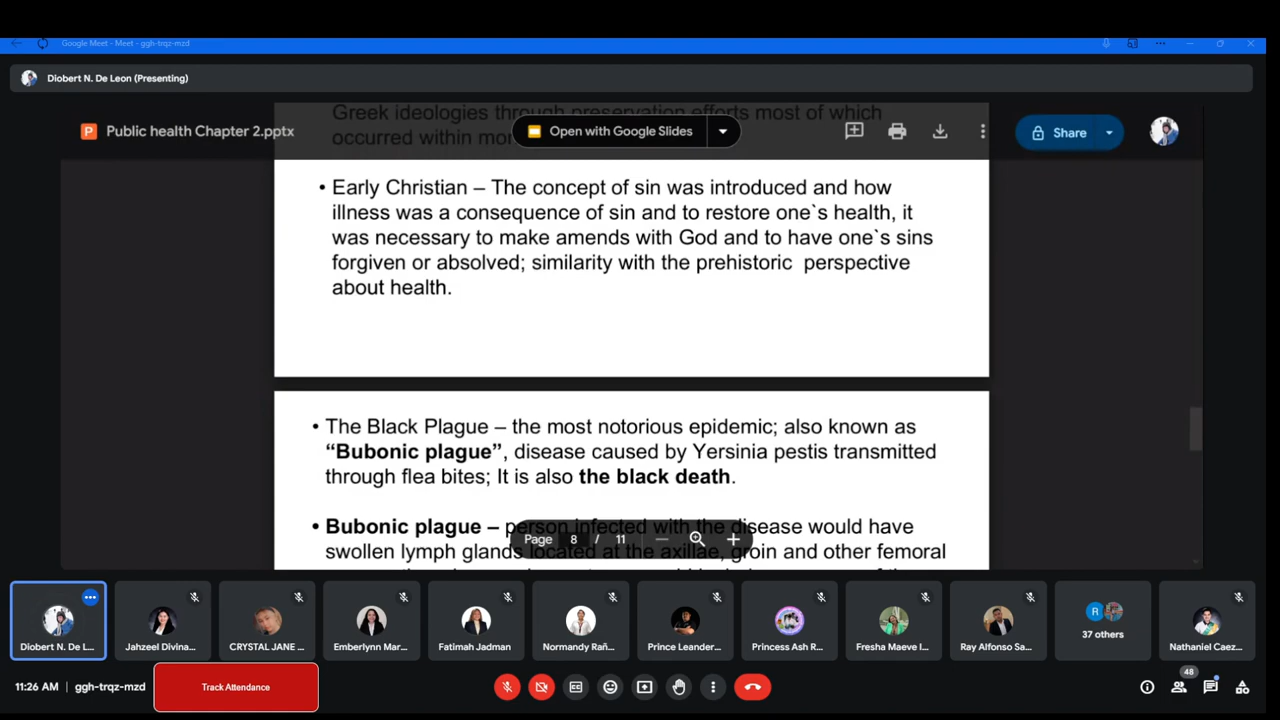 Google Meet - Meet - ggh-trqz-mzd
Diobert N. De Leon (Presenting)
Greek ideologies through preservation efforts most of which
occurred within
P Public health Chapter 2.pptx
Open with Google Slides
Share
• Early Christian – The concept of sin was introduced and how
illness was a consequence of sin and to restore one`s health, it
was necessary to make amends with God and to have one`s sins
forgiven or absolved; similarity with the prehistoric perspective
about health.
• The Black Plague – the most notorious epidemic; also known as
“Bubonic plague”, disease caused by Yersinia pestis transmitted
through flea bites; It is also the black death.
• Bubonic plague – person infected with the disease would have
swollen lymph glands located at the axillae, groin and other femoral
Page 8 / 11
Diobert N. De L...
Jahzeel Divina...
CRYSTAL JANE ...
Emberlynn Mar...
Fatimah Jadman
Normandy Rañ...
Prince Leander...
Princess Ash R...
Fresha Maeve I...
Ray Alfonso Sa...
R
37 others
Nathaniel Caez...
11:26 AM | ggh-trqz-mzd
Track Attendance
48